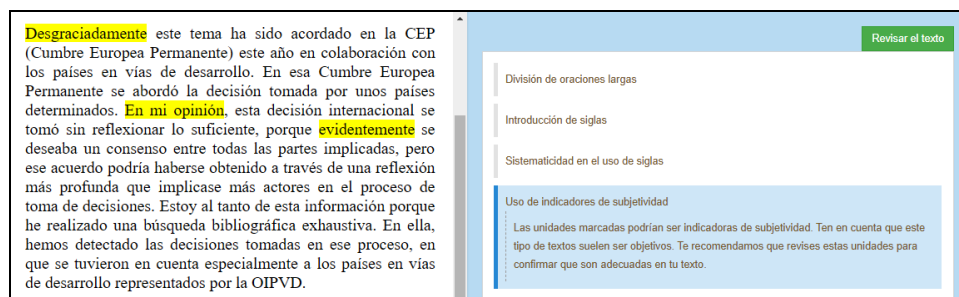 Desgraciadamente este tema ha sido acordado en la CEP
(Cumbre Europea Permanente) este año en colaboración con
los países en vías de desarrollo. En esa Cumbre Europea
Permanente se abordó la decisión tomada por unos países
determinados. En mi opinión, esta decisión internacional se
tomó sin reflexionar lo suficiente, porque evidentemente se
deseaba un consenso entre todas las partes implicadas, pero
ese acuerdo podría haberse obtenido a través de una reflexión
más profunda que implicase más actores en el proceso de
toma de decisiones. Estoy al tanto de esta información porque
he realizado una búsqueda bibliográfica exhaustiva. En ella,
hemos detectado las decisiones tomadas en ese proceso, en
que se tuvieron en cuenta especialmente a los países en vías
de desarrollo representados por la OIPVD.
Revisar el texto
División de oraciones largas
Introducción de siglas
Sistematicidad en el uso de siglas
Uso de indicadores de subjetividad
Las unidades marcadas podrían ser indicadoras de subjetividad. Ten en cuenta que este
tipo de textos suelen ser objetivos. Te recomendamos que revises estas unidades para
confirmar que son adecuadas en tu texto.